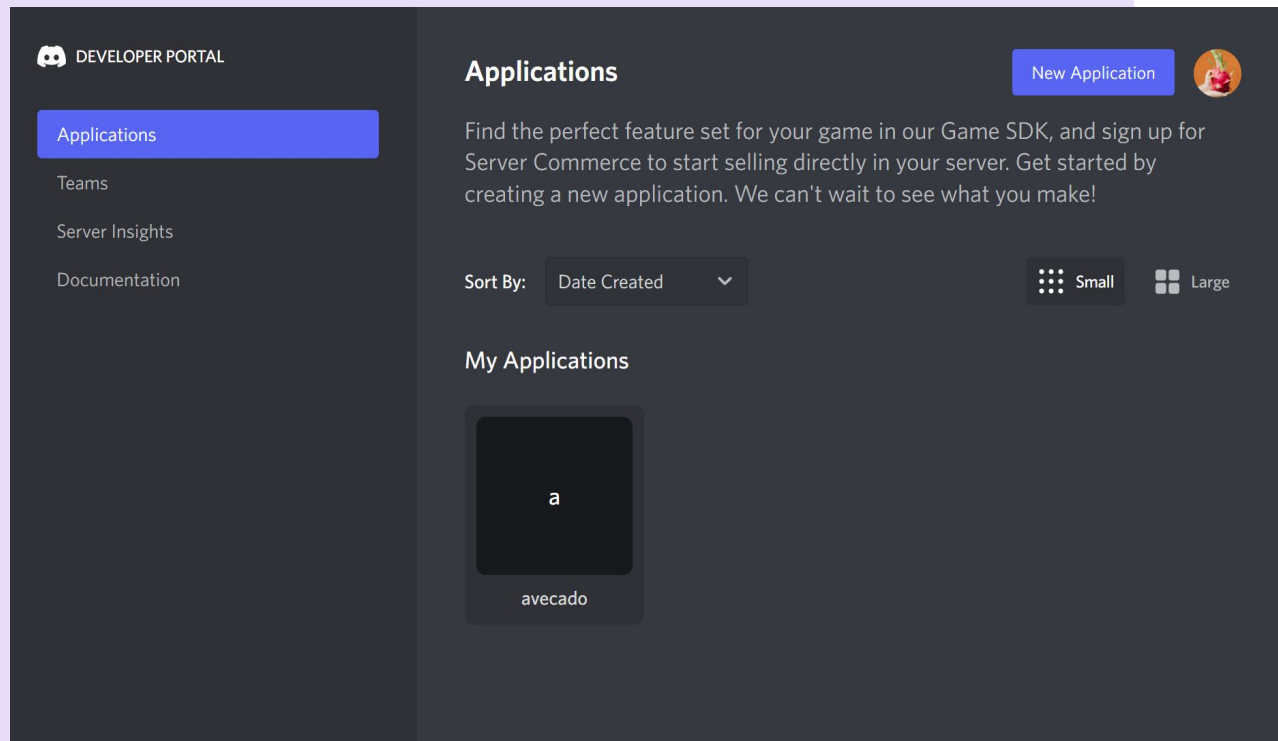 DEVELOPER PORTAL
Applications
Teams
Server Insights
Documentation
Applications
New Application
Find the perfect feature set for your game in our Game SDK, and sign up for
Server Commerce to start selling directly in your server. Get started by
creating a new application. We can't wait to see what you make!
Sort By: Date Created
Small
Large
My Applications
a
avecado